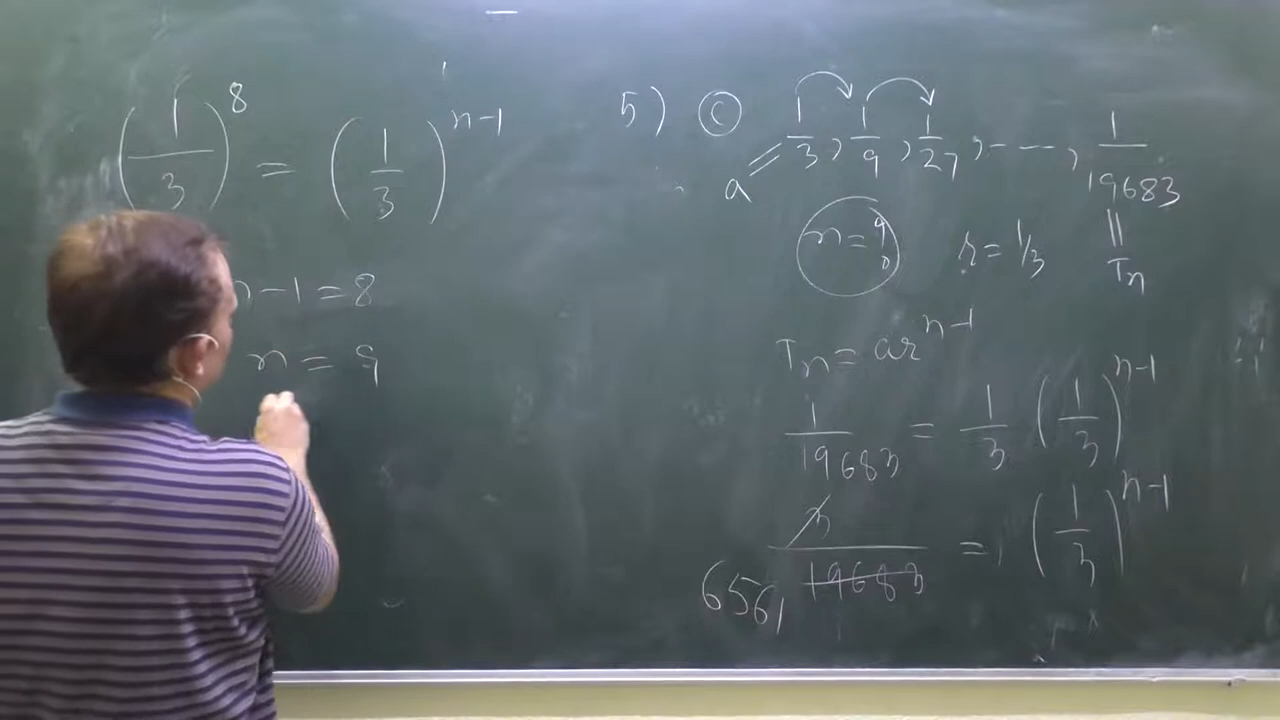 (1/3)^8 = (1/3)^(n-1)
n-1 = 8
n = 9
5) (C) 1/3, 1/9, 1/27, ----, 1/19683
a =
n = ? r = 1/3 || Tn
Tn = ar^(n-1)
1/19683 = 1/3 (1/3)^(n-1)
3/19683 = (1/3)^(n-1)
6561